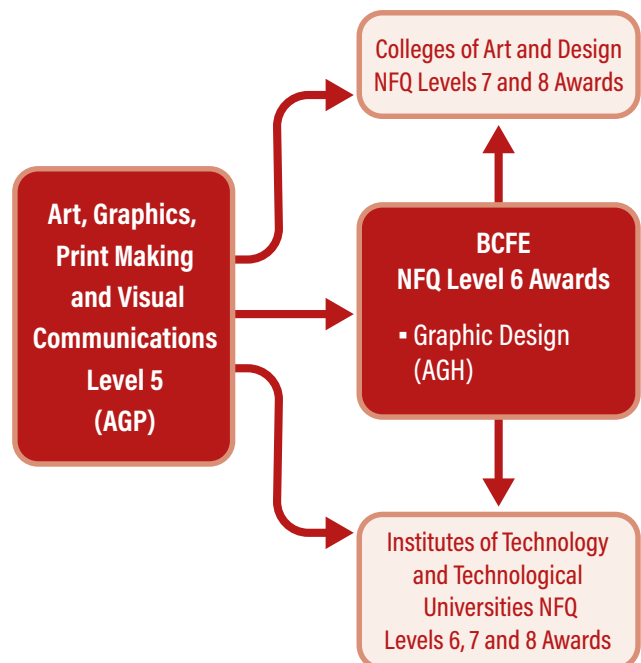 Colleges of Art and Design
NFQ Levels 7 and 8 Awards
Art, Graphics,
Print Making
and Visual
Communications
Level 5
(AGP)
BCFE
NFQ Level 6 Awards
▪ Graphic Design
(AGH)
Institutes of Technology
and Technological
Universities NFQ
Levels 6, 7 and 8 Awards